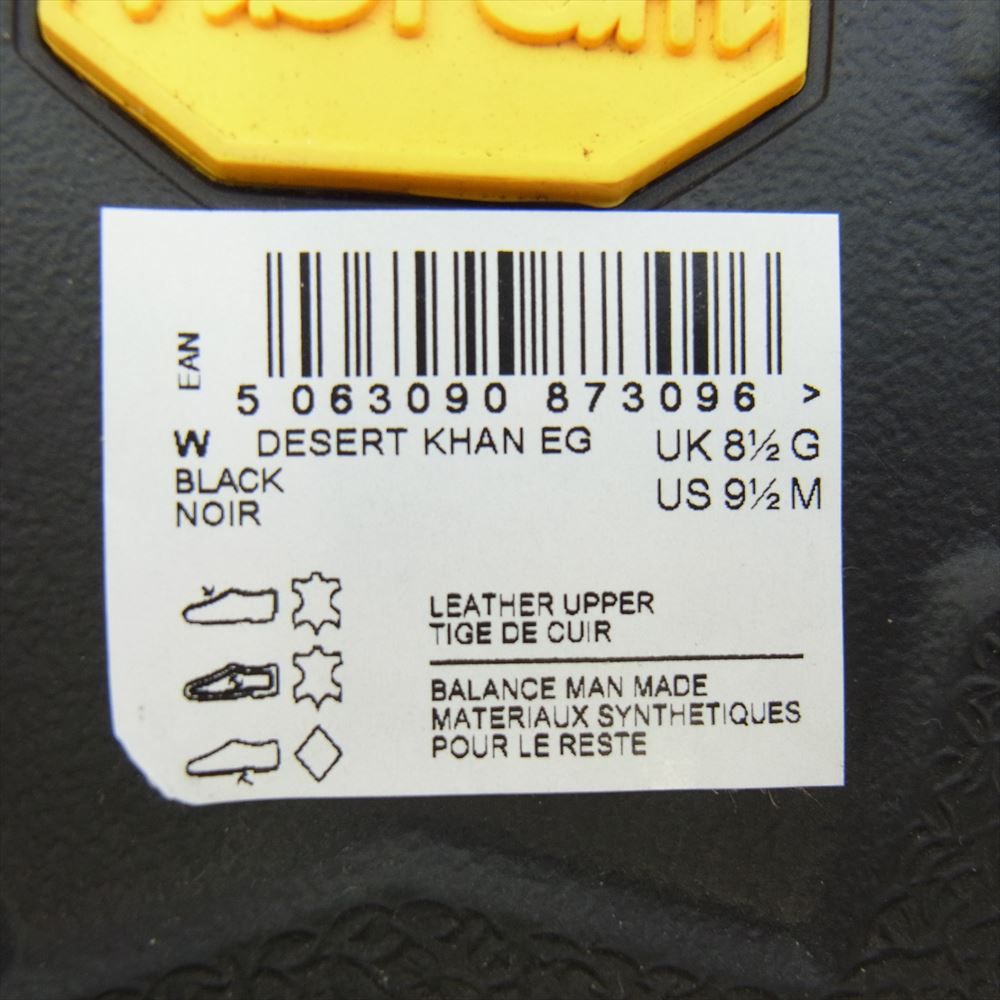 EAN
5 063090 873096 >
W DESERT KHAN EG UK 8½ G
BLACK US 9½ M
NOIR
LEATHER UPPER
TIGE DE CUIR
BALANCE MAN MADE
MATERIAUX SYNTHETIQUES
POUR LE RESTE